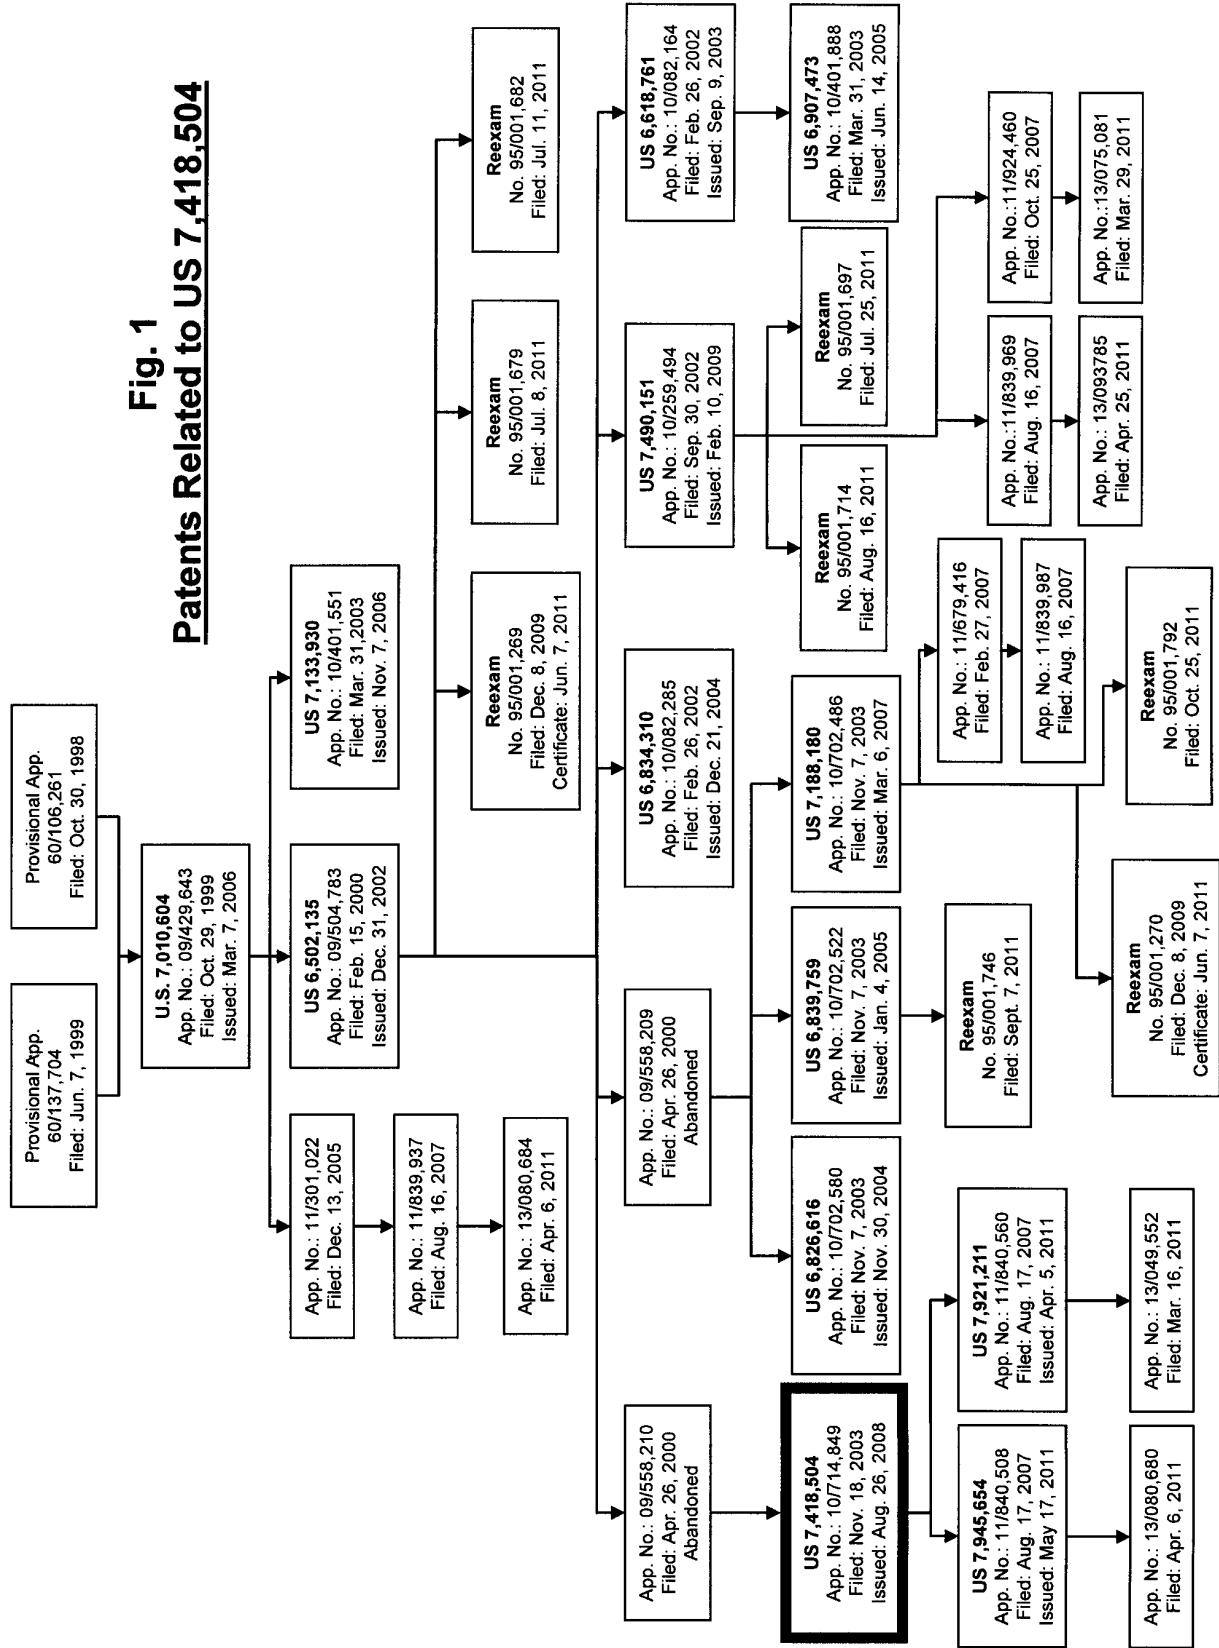 Fig. 1
Patents Related to US 7,418,504
Provisional App.
60/137,704
Filed: Jun. 7, 1999
Provisional App.
60/106,261
Filed: Oct. 30, 1998
U.S. 7,010,604
App. No.: 09/429,643
Filed: Oct. 29, 1999
Issued: Mar. 7, 2006
App. No.: 11/301,022
Filed: Dec. 13, 2005
US 6,502,135
App. No.: 09/504,783
Filed: Feb. 15, 2000
Issued: Dec. 31, 2002
US 7,133,930
App. No.: 10/401,551
Filed: Mar. 31,2003
Issued: Nov. 7, 2006
App. No.: 11/839,937
Filed: Aug. 16, 2007
App. No.: 13/080,684
Filed: Apr. 6, 2011
Reexam
No. 95/001,269
Filed: Dec. 8, 2009
Certificate: Jun. 7, 2011
Reexam
No. 95/001,679
Filed: Jul. 8, 2011
Reexam
No. 95/001,682
Filed: Jul. 11, 2011
App. No.: 09/558,210
Filed: Apr. 26, 2000
Abandoned
App. No.: 09/558,209
Filed: Apr. 26, 2000
Abandoned
US 6,834,310
App. No.: 10/082,285
Filed: Feb. 26, 2002
Issued: Dec. 21, 2004
US 7,490,151
App. No.: 10/259,494
Filed: Sep. 30, 2002
Issued: Feb. 10, 2009
US 6,618,761
App. No.: 10/082,164
Filed: Feb. 26, 2002
Issued: Sep. 9, 2003
US 7,418,504
App. No.: 10/714,849
Filed: Nov. 18, 2003
Issued: Aug. 26, 2008
US 6,826,616
App. No.: 10/702,580
Filed: Nov. 7, 2003
Issued: Nov. 30, 2004
US 6,839,759
App. No.: 10/702,522
Filed: Nov. 7, 2003
Issued: Jan. 4, 2005
US 7,188,180
App. No.: 10/702,486
Filed: Nov. 7, 2003
Issued: Mar. 6, 2007
Reexam
No. 95/001,714
Filed: Aug. 16, 2011
Reexam
No. 95/001,697
Filed: Jul. 25, 2011
US 6,907,473
App. No.: 10/401,888
Filed: Mar. 31, 2003
Issued: Jun. 14, 2005
US 7,945,654
App. No.: 11/840,508
Filed: Aug. 17, 2007
Issued: May 17, 2011
US 7,921,211
App. No.: 11/840,560
Filed: Aug. 17, 2007
Issued: Apr. 5, 2011
Reexam
No. 95/001,746
Filed: Sept. 7, 2011
App. No.: 11/679,416
Filed: Feb. 27, 2007
App. No.: 11/839,987
Filed: Aug. 16, 2007
App. No.:11/839,969
Filed: Aug. 16, 2007
App. No.:11/924,460
Filed: Oct. 25, 2007
App. No.: 13/093785
Filed: Apr. 25, 2011
App. No.:13/075,081
Filed: Mar. 29, 2011
App. No.: 13/080,680
Filed: Apr. 6, 2011
App. No.: 13/049,552
Filed: Mar. 16, 2011
Reexam
No. 95/001,270
Filed: Dec. 8, 2009
Certificate: Jun. 7, 2011
Reexam
No. 95/001,792
Filed: Oct. 25, 2011